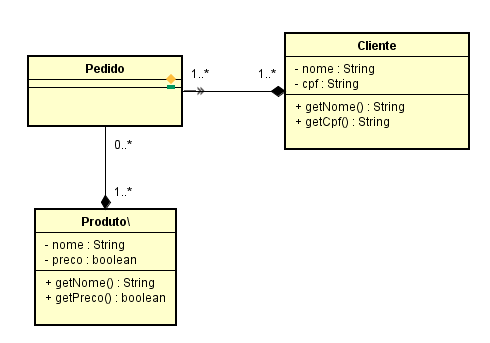 Pedido
1..*
1..*
Cliente
- nome : String
- cpf : String
+ getNome() : String
+ getCpf() : String
0..*
1..*
Produto\
- nome : String
- preco : boolean
+ getNome() : String
+ getPreco() : boolean